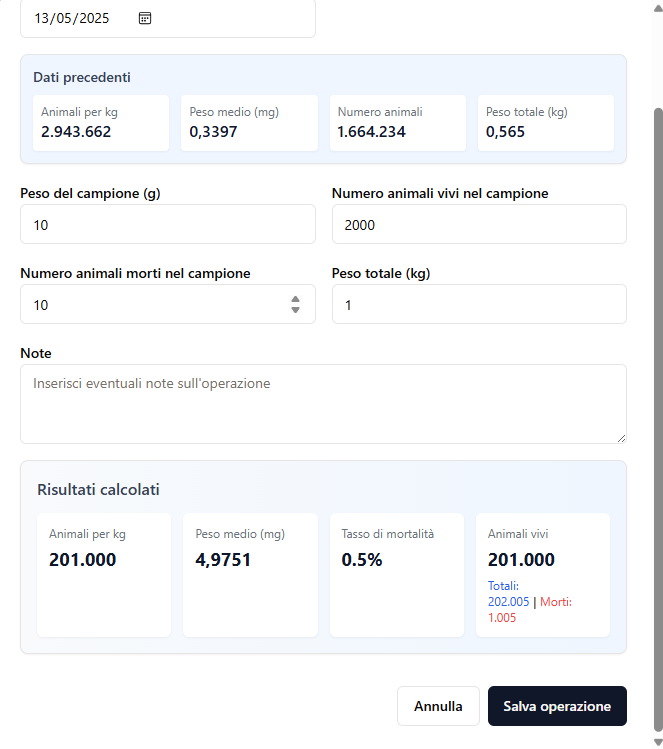 13/05/2025
Dati precedenti
Animali per kg
2.943.662
Peso medio (mg)
0,3397
Numero animali
1.664.234
Peso totale (kg)
0,565
Peso del campione (g)
10
Numero animali vivi nel campione
2000
Numero animali morti nel campione
10
Peso totale (kg)
1
Note
Inserisci eventuali note sull'operazione
Risultati calcolati
Animali per kg
201.000
Peso medio (mg)
4,9751
Tasso di mortalità
0.5%
Animali vivi
201.000
Totali:
202.005 | Morti:
1.005
Annulla
Salva operazione